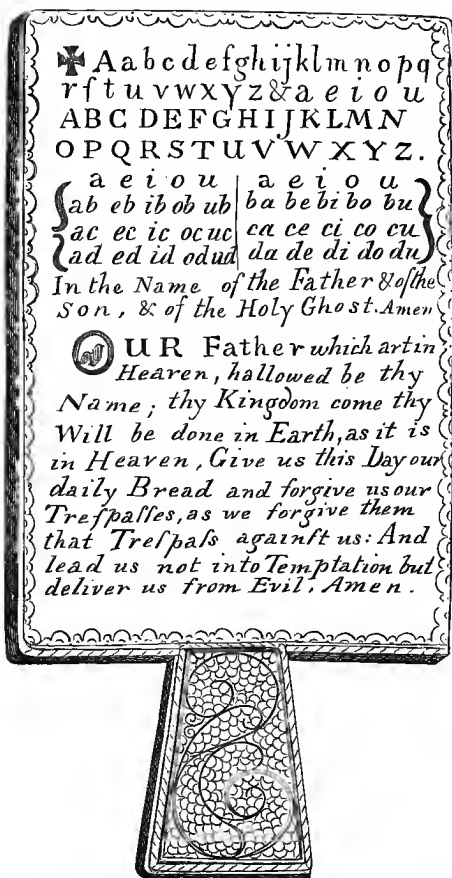 ✠ A a b c d e f g h i j k l m n o p q
r ſ t u v w x y z & a e i o u
A B C D E F G H I J K L M N
O P Q R S T U V W X Y Z.
a e i o u a e i o u
ab eb ib ob ub ba be bi bo bu
ac ec ic oc uc ca ce ci co cu
ad ed id od ud da de di do du
In the Name of the Father & of the
Son, & of the Holy Ghost. Amen
OUR Father which art in
Heaven, hallowed be thy
Name; thy Kingdom come thy
Will be done in Earth, as it is
in Heaven, Give us this Day our
daily Bread and forgive us our
Treſpaſſes, as we forgive them
that Treſpaſs againſt us: And
lead us not into Temptation but
deliver us from Evil, Amen.